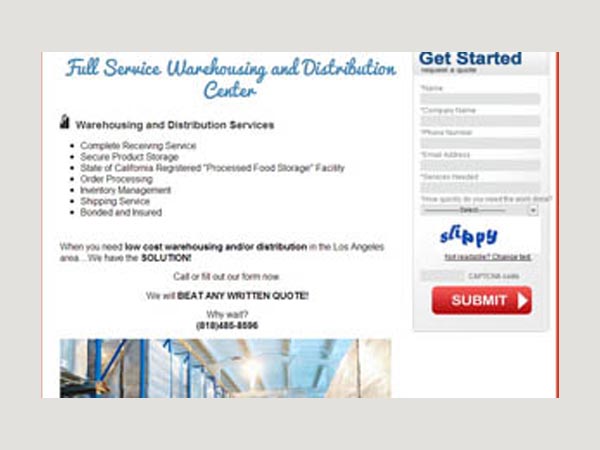 Full Service Warehousing and Distribution
Center
Warehousing and Distribution Services
Complete Receiving Service
Secure Product Storage
State of California Registered "Processed Food Storage" Facility
Order Processing
Inventory Management
Shipping Service
Bonded and Insured
When you need low cost warehousing and/or distribution in the Los Angeles
area... We have the SOLUTION!
Call or fill out our form now.
We will BEAT ANY WRITTEN QUOTE!
Why wait?
(818)485-8696
Get Started
request a quote
*Name
*Company Name
*Phone Number
*Email Address
*Services Needed
*How quickly do you need the work done?
Select
slippy
Not readable? Change text.
CAPTCHA code
SUBMIT